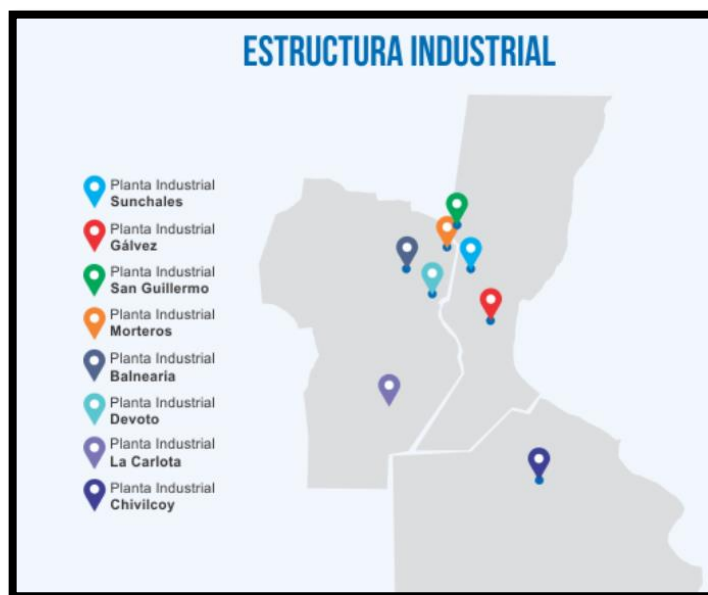 ESTRUCTURA INDUSTRIAL
Planta Industrial
Sunchales
Planta Industrial
Gálvez
Planta Industrial
San Guillermo
Planta Industrial
Morteros
Planta Industrial
Balnearia
Planta Industrial
Devoto
Planta Industrial
La Carlota
Planta Industrial
Chivilcoy